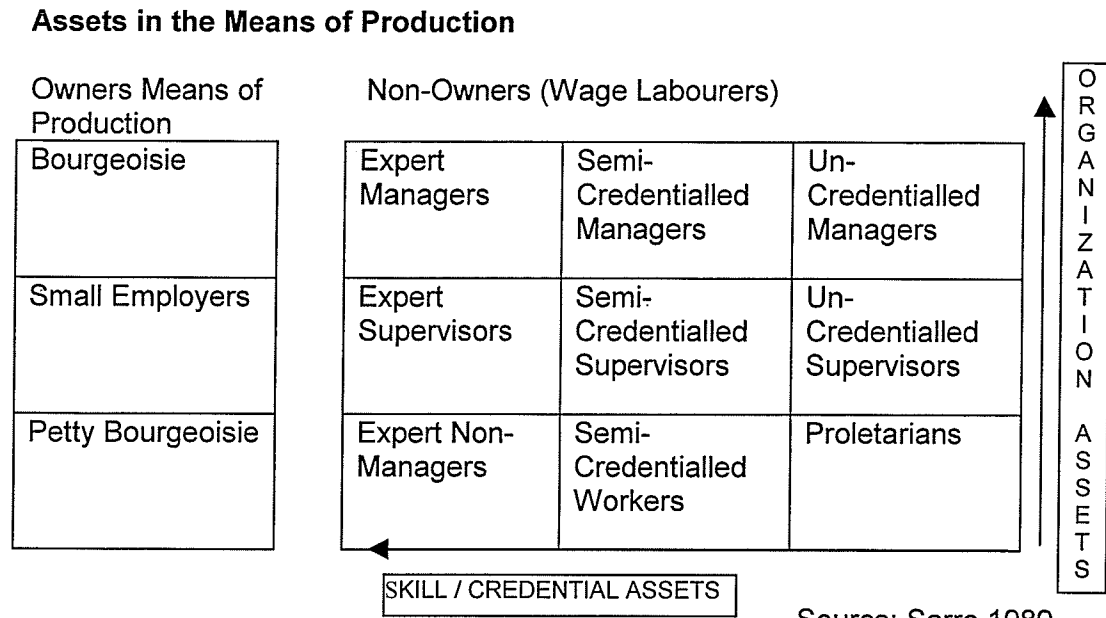 Assets in the Means of Production
Owners Means of
Production
Non-Owners (Wage Labourers)
Bourgeoisie
Expert
Managers
Semi-
Credentialled
Managers
Un-
Credentialled
Managers
Small Employers
Expert
Supervisors
Semi-
Credentialled
Supervisors
Un-
Credentialled
Supervisors
Petty Bourgeoisie
Expert Non-
Managers
Semi-
Credentialled
Workers
Proletarians
ORGANIZATION ASSETS
SKILL / CREDENTIAL ASSETS
Source: